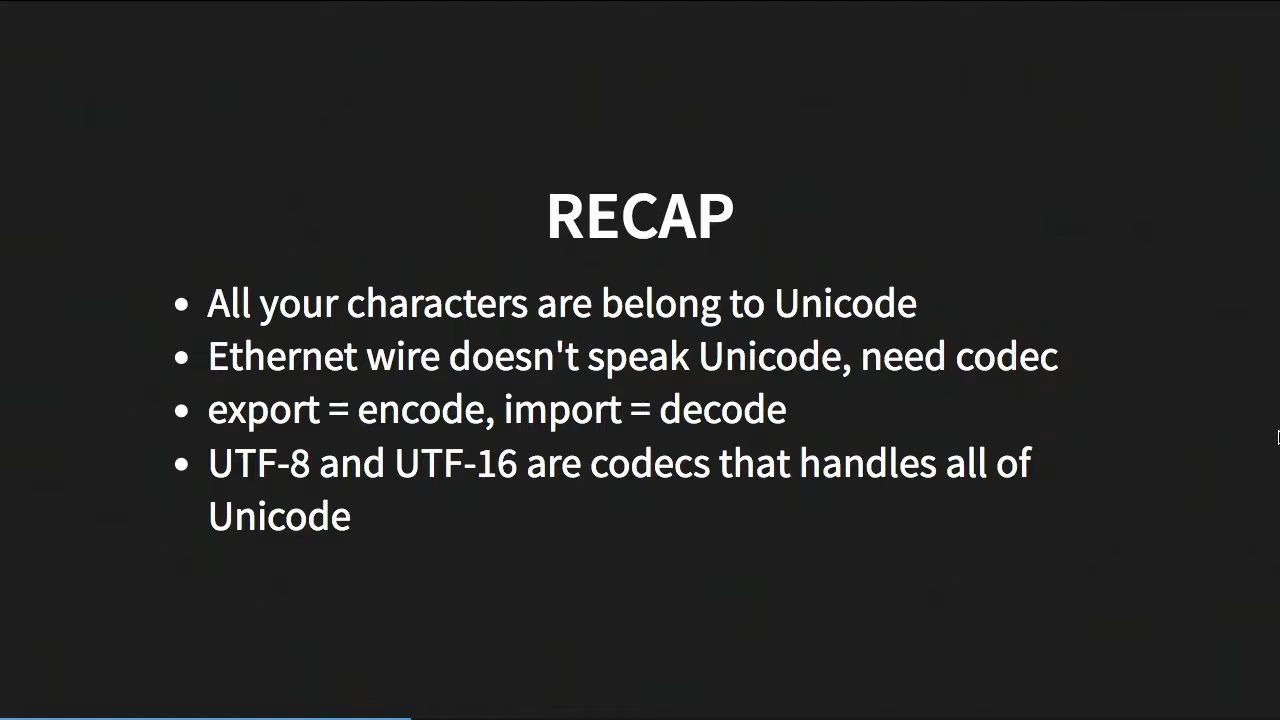 RECAP
• All your characters are belong to Unicode
• Ethernet wire doesn't speak Unicode, need codec
• export = encode, import = decode
• UTF-8 and UTF-16 are codecs that handles all of
Unicode